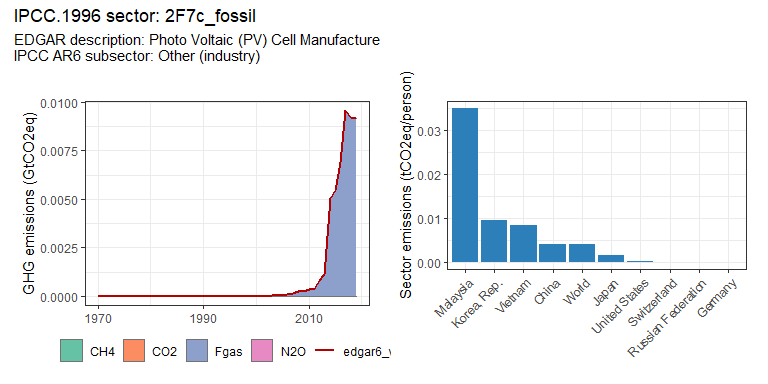 IPCC.1996 sector: 2F7c_fossil
EDGAR description: Photo Voltaic (PV) Cell Manufacture
IPCC AR6 subsector: Other (industry)
GHG emissions (GtCO2eq)
0.0100
0.0075
0.0050
0.0025
0.0000
1970
1990
2010
CH4
CO2
Fgas
N2O
edgar6_v
Sector emissions (tCO2eq/person)
0.03
0.02
0.01
0.00
Malaysia
Korea, Rep.
Vietnam
China
World
Japan
United States
Switzerland
Russian Federation
Germany